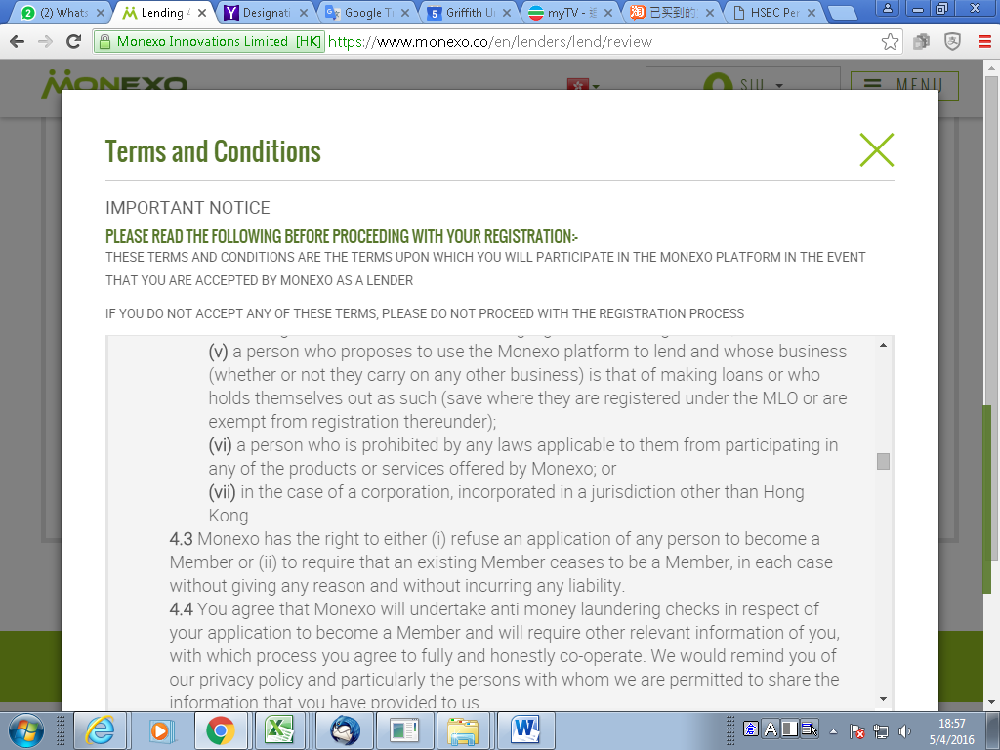 (2) Whats
Lending
Designati
Google Tr
Griffith Un
myTV -
已买到的
HSBC Per
Monexo Innovations Limited [HK] https://www.monexo.co/en/lenders/lend/review
MONEXO
SIU
MENU
Terms and Conditions
IMPORTANT NOTICE
PLEASE READ THE FOLLOWING BEFORE PROCEEDING WITH YOUR REGISTRATION:-
THESE TERMS AND CONDITIONS ARE THE TERMS UPON WHICH YOU WILL PARTICIPATE IN THE MONEXO PLATFORM IN THE EVENT
THAT YOU ARE ACCEPTED BY MONEXO AS A LENDER
IF YOU DO NOT ACCEPT ANY OF THESE TERMS, PLEASE DO NOT PROCEED WITH THE REGISTRATION PROCESS
(v) a person who proposes to use the Monexo platform to lend and whose business
(whether or not they carry on any other business) is that of making loans or who
holds themselves out as such (save where they are registered under the MLO or are
exempt from registration thereunder);
(vi) a person who is prohibited by any laws applicable to them from participating in
any of the products or services offered by Monexo; or
(vii) in the case of a corporation, incorporated in a jurisdiction other than Hong
Kong.
4.3 Monexo has the right to either (i) refuse an application of any person to become a
Member or (ii) to require that an existing Member ceases to be a Member, in each case
without giving any reason and without incurring any liability.
4.4 You agree that Monexo will undertake anti money laundering checks in respect of
your application to become a Member and will require other relevant information of you,
with which process you agree to fully and honestly co-operate. We would remind you of
our privacy policy and particularly the persons with whom we are permitted to share the
information that you have provided to us
18:57
5/4/2016